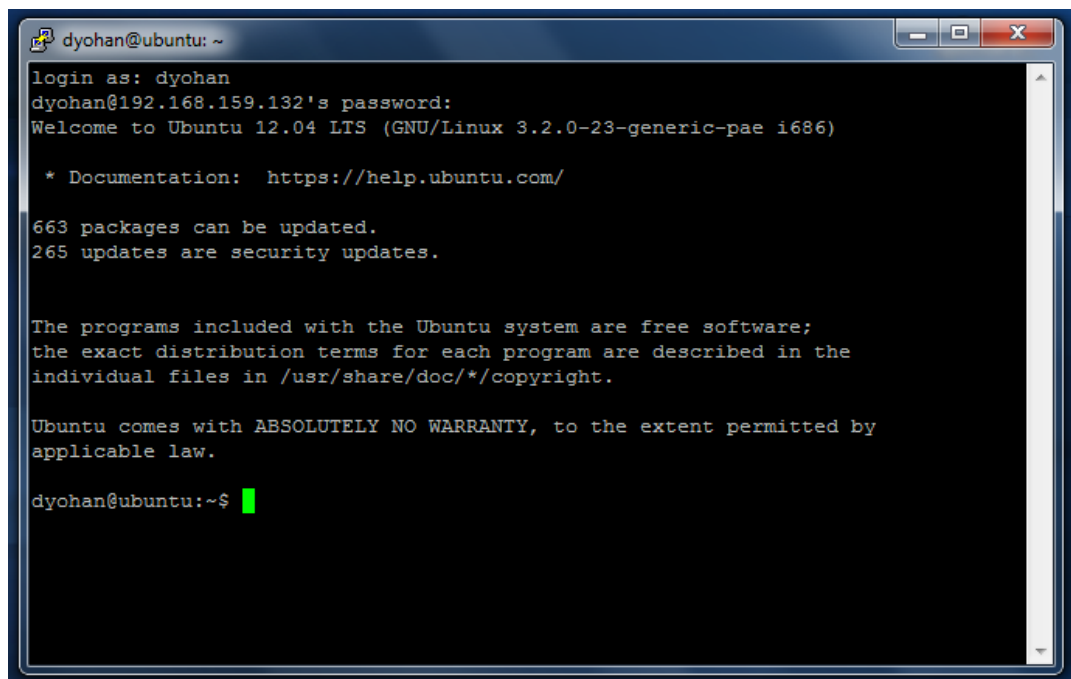 dyohan@ubuntu: ~
login as: dyohan
dyohan@192.168.159.132's password:
Welcome to Ubuntu 12.04 LTS (GNU/Linux 3.2.0-23-generic-pae i686)
* Documentation:  https://help.ubuntu.com/
663 packages can be updated.
265 updates are security updates.
The programs included with the Ubuntu system are free software;
the exact distribution terms for each program are described in the
individual files in /usr/share/doc/*/copyright.
Ubuntu comes with ABSOLUTELY NO WARRANTY, to the extent permitted by
applicable law.
dyohan@ubuntu:~$